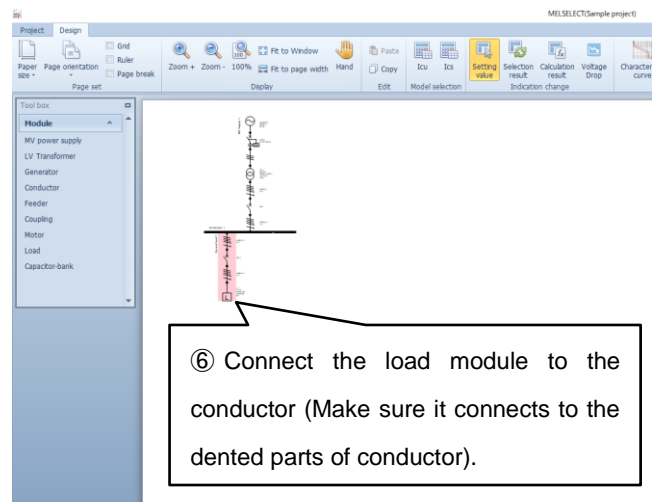 MELSELECT(Sample project)
Project Design
Paper size
Page orientation
Grid
Ruler
Page break
Page set
Zoom +
Zoom -
100%
Fit to Window
Fit to page width
Hand
Display
Paste
Copy
Edit
Icu
Ics
Model selection
Setting value
Selection result
Calculation result
Voltage Drop
Indication change
Character
curve
Tool box
Module
MV power supply
LV Transformer
Generator
Conductor
Feeder
Coupling
Motor
Load
Capacitor-bank
L
⑥ Connect the load module to the
conductor (Make sure it connects to the
dented parts of conductor).